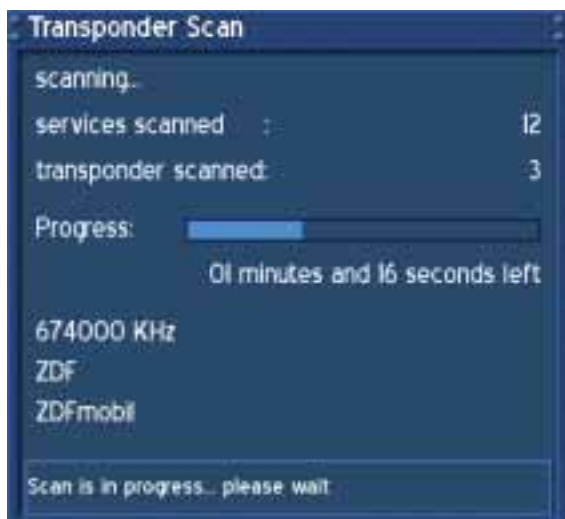 Transponder Scan
scanning...
services scanned : 12
transponder scanned: 3
Progress:
01 minutes and 16 seconds left
674000 KHz
ZDF
ZDFmobil
Scan is in progress... please wait